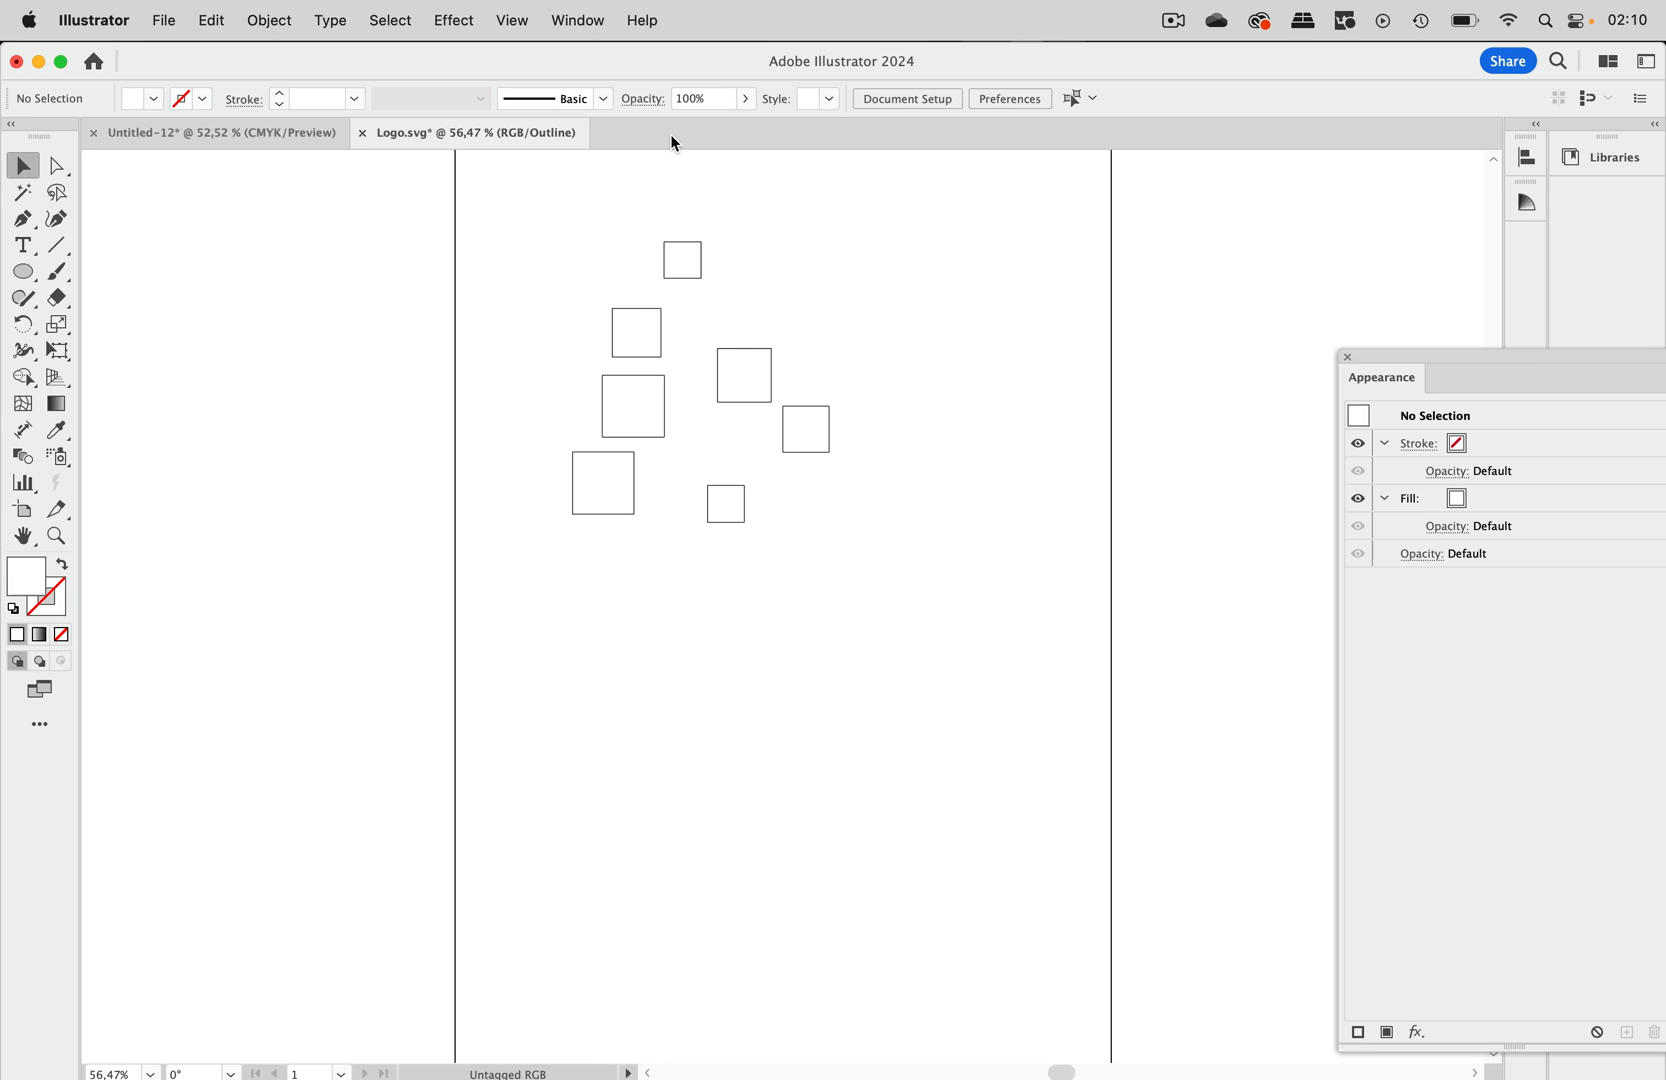 Illustrator File Edit Object Type Select Effect View Window Help 02:10
Adobe Illustrator 2024
Share
No Selection Stroke: Basic Opacity: 100% Style: Document Setup Preferences
Untitled-12* @ 52,52 % (CMYK/Preview) Logo.svg* @ 56,47 % (RGB/Outline)
Libraries
Appearance
No Selection
Stroke:
Opacity: Default
Fill:
Opacity: Default
Opacity: Default
fx.
56,47% 0° 1 Untagged RGB